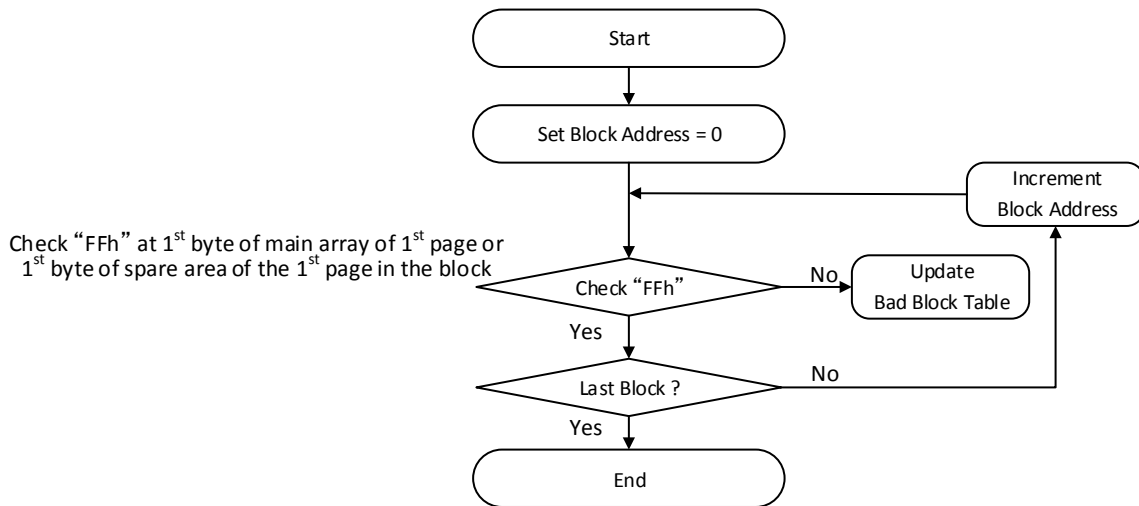 Start
Set Block Address = 0
Increment
Block Address
Check “FFh” at 1st byte of main array of 1st page or
1st byte of spare area of the 1st page in the block
Check “FFh”
No
Update
Bad Block Table
Yes
Last Block ?
No
Yes
End